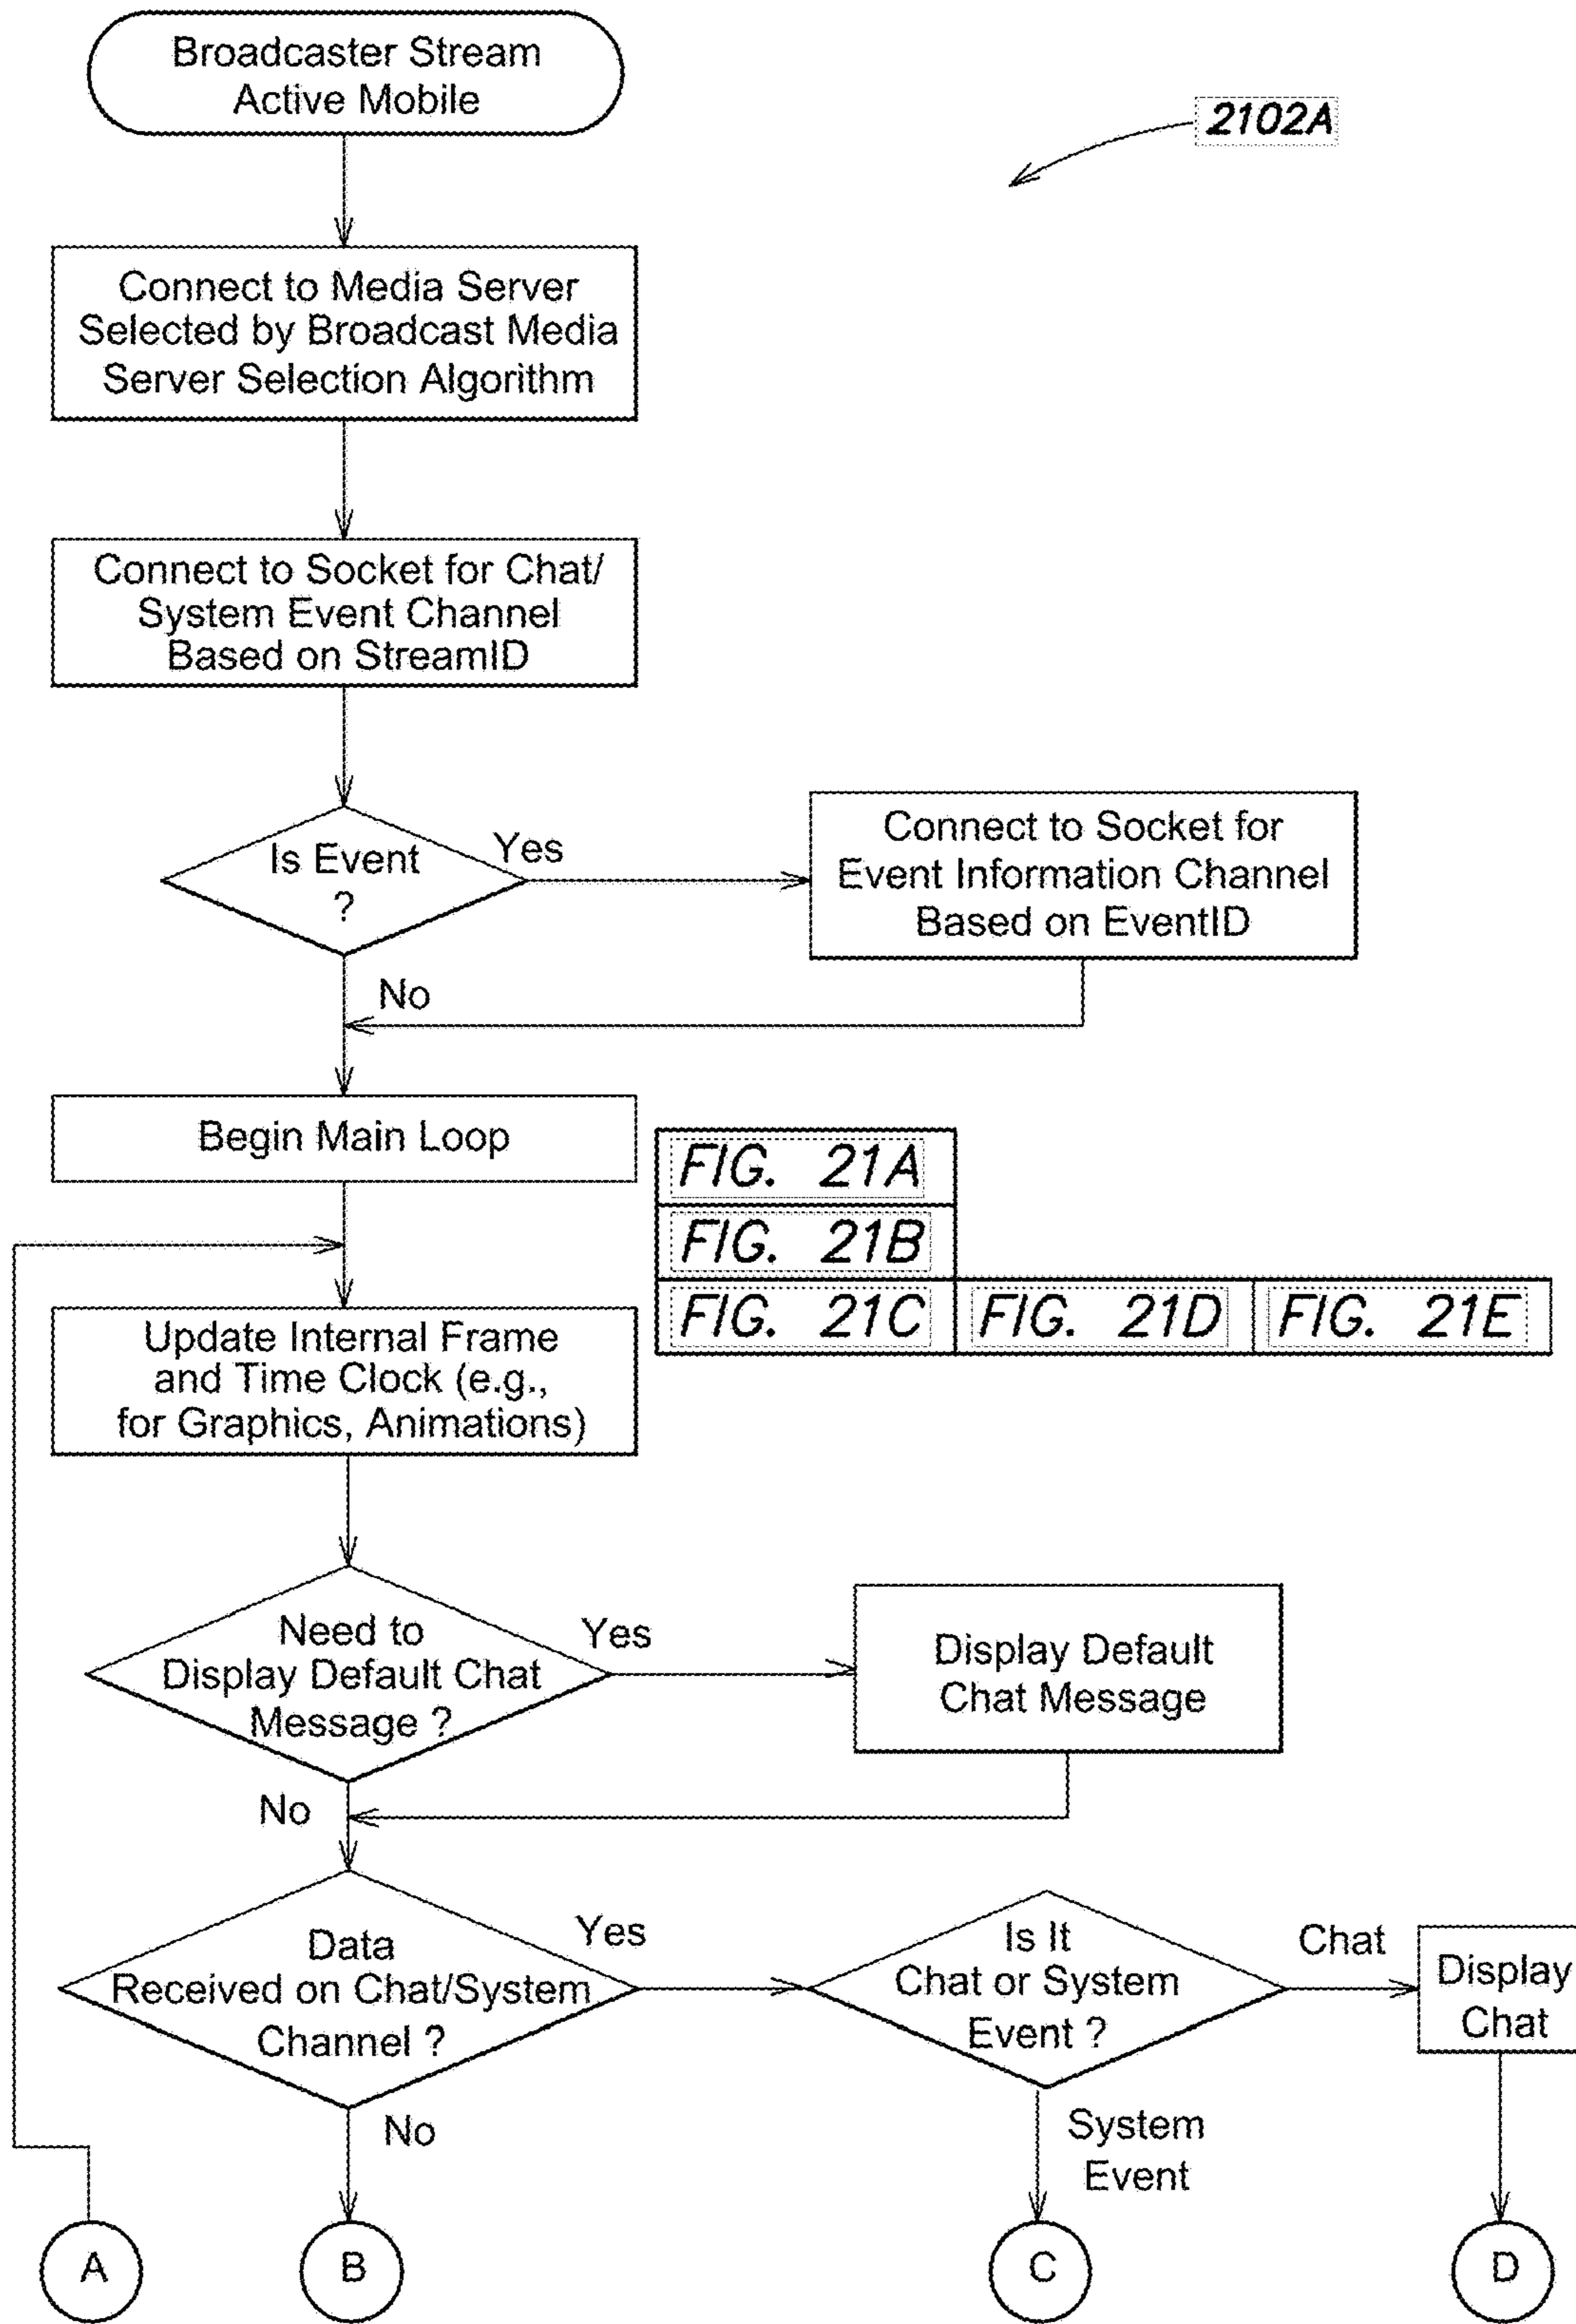 Broadcaster Stream
Active Mobile
2102A
Connect to Media Server
Selected by Broadcast Media
Server Selection Algorithm
Connect to Socket for Chat/
System Event Channel
Based on StreamID
Is Event
?
Yes
Connect to Socket for
Event Information Channel
Based on EventID
No
Begin Main Loop
FIG. 21A
FIG. 21B
FIG. 21C FIG. 21D FIG. 21E
Update Internal Frame
and Time Clock (e.g.,
for Graphics, Animations)
Need to
Display Default Chat
Message ?
Yes
Display Default
Chat Message
No
Data
Received on Chat/System
Channel ?
Yes
Is It
Chat or System
Event ?
Chat
Display
Chat
No
System
Event
A
B
C
D